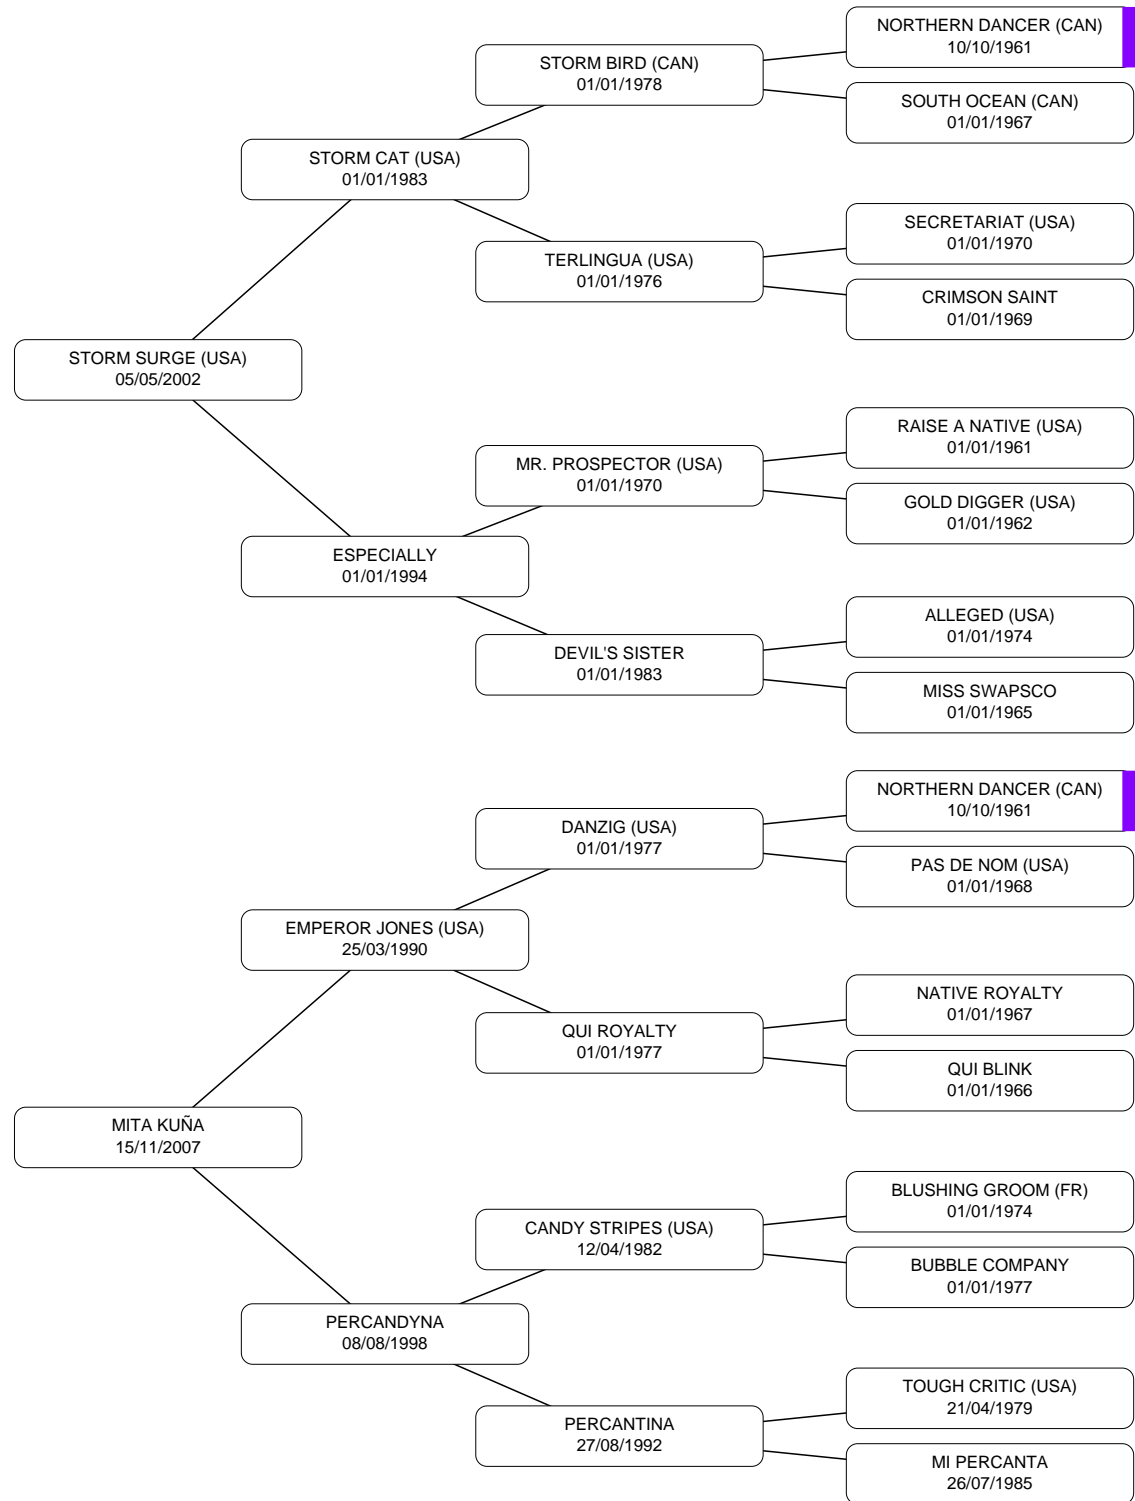 NORTHERN DANCER (CAN)
10/10/1961
STORM BIRD (CAN)
01/01/1978
SOUTH OCEAN (CAN)
01/01/1967
STORM CAT (USA)
01/01/1983
SECRETARIAT (USA)
01/01/1970
TERLINGUA (USA)
01/01/1976
CRIMSON SAINT
01/01/1969
STORM SURGE (USA)
05/05/2002
RAISE A NATIVE (USA)
01/01/1961
MR. PROSPECTOR (USA)
01/01/1970
GOLD DIGGER (USA)
01/01/1962
ESPECIALLY
01/01/1994
ALLEGED (USA)
01/01/1974
DEVIL'S SISTER
01/01/1983
MISS SWAPSCO
01/01/1965
NORTHERN DANCER (CAN)
10/10/1961
DANZIG (USA)
01/01/1977
PAS DE NOM (USA)
01/01/1968
EMPEROR JONES (USA)
25/03/1990
NATIVE ROYALTY
01/01/1967
QUI ROYALTY
01/01/1977
QUI BLINK
01/01/1966
MITA KUÑA
15/11/2007
BLUSHING GROOM (FR)
01/01/1974
CANDY STRIPES (USA)
12/04/1982
BUBBLE COMPANY
01/01/1977
PERCANDYNA
08/08/1998
TOUGH CRITIC (USA)
21/04/1979
PERCANTINA
27/08/1992
MI PERCANTA
26/07/1985